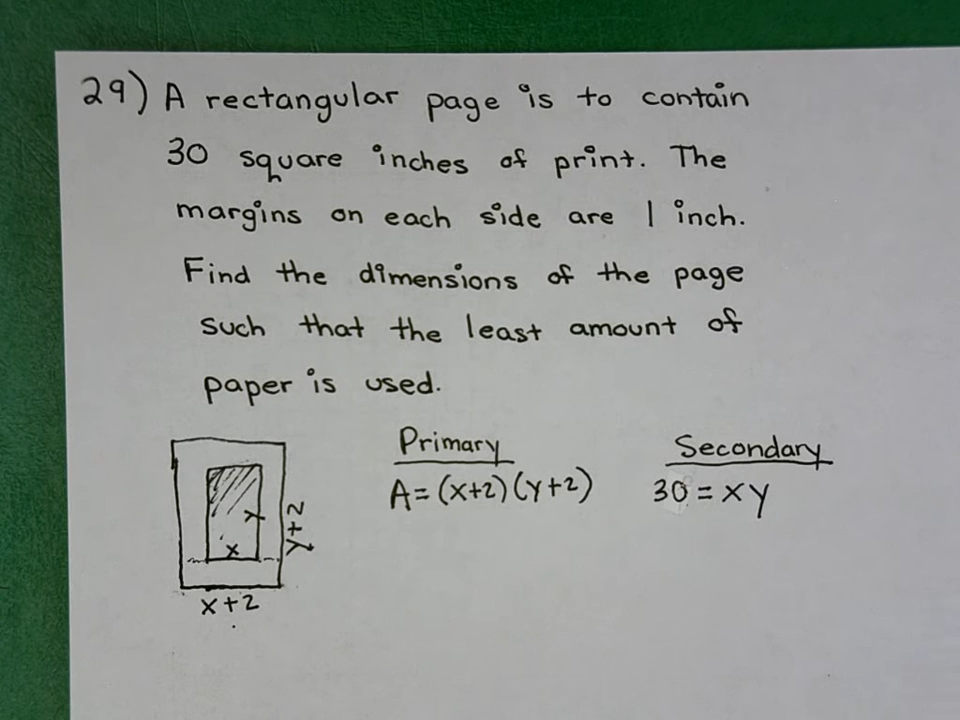 29) A rectangular page is to contain
30 square inches of print. The
margins on each side are 1 inch.
Find the dimensions of the page
such that the least amount of
paper is used.
Primary
Secondary
A=(x+2)(y+2)
30=xy
y
x
y+2
x+2